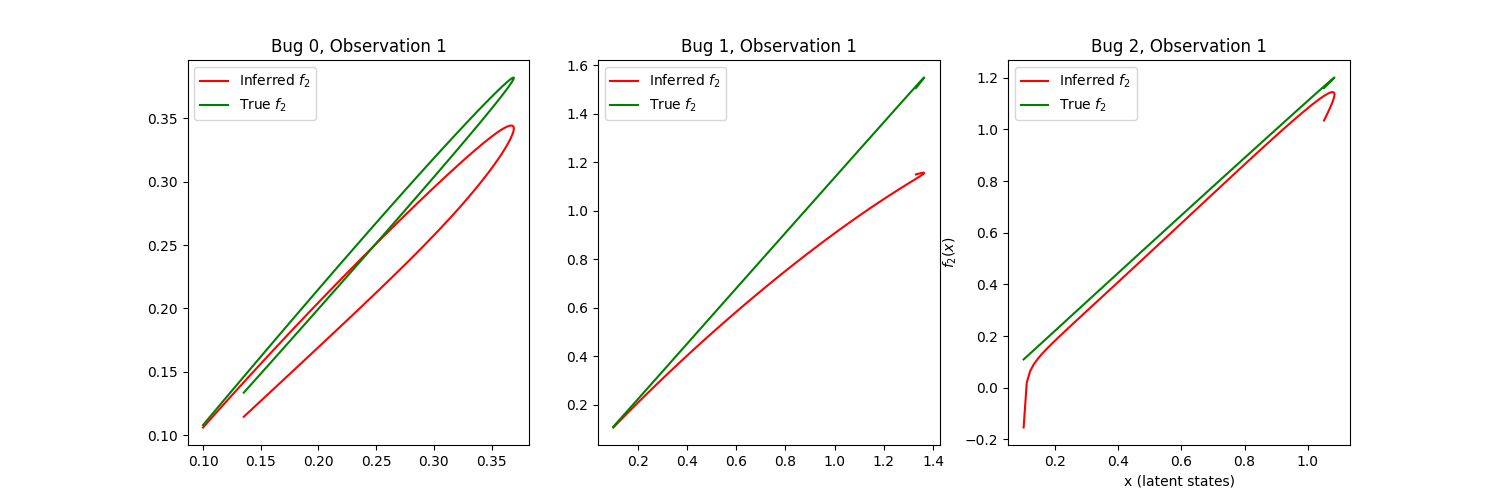 Bug 0, Observation 1
Inferred f₂
True f₂
0.35
0.30
0.25
0.20
0.15
0.10
0.10 0.15 0.20 0.25 0.30 0.35
Bug 1, Observation 1
Inferred f₂
True f₂
1.6
1.4
1.2
1.0
0.8
0.6
0.4
0.2
0.2 0.4 0.6 0.8 1.0 1.2 1.4
Bug 2, Observation 1
Inferred f₂
True f₂
f₂(x)
1.2
1.0
0.8
0.6
0.4
0.2
0.0
−0.2
0.2 0.4 0.6 0.8 1.0
x (latent states)